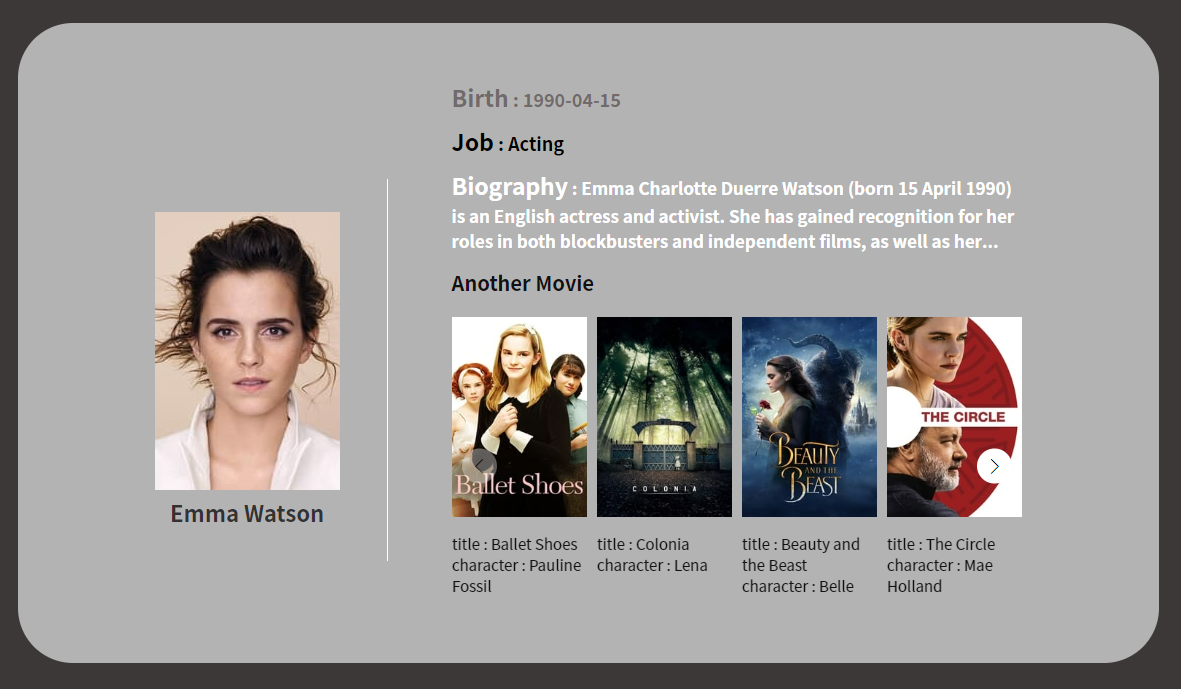 Birth : 1990-04-15
Job : Acting
Biography : Emma Charlotte Duerre Watson (born 15 April 1990)
is an English actress and activist. She has gained recognition for her
roles in both blockbusters and independent films, as well as her...
Another Movie
Emma Watson
Ballet Shoes
COLONIA
BEAUTY
AND THE
BEAST
THE CIRCLE
title : Ballet Shoes
character : Pauline
Fossil
title : Colonia
character : Lena
title : Beauty and
the Beast
character : Belle
title : The Circle
character : Mae
Holland